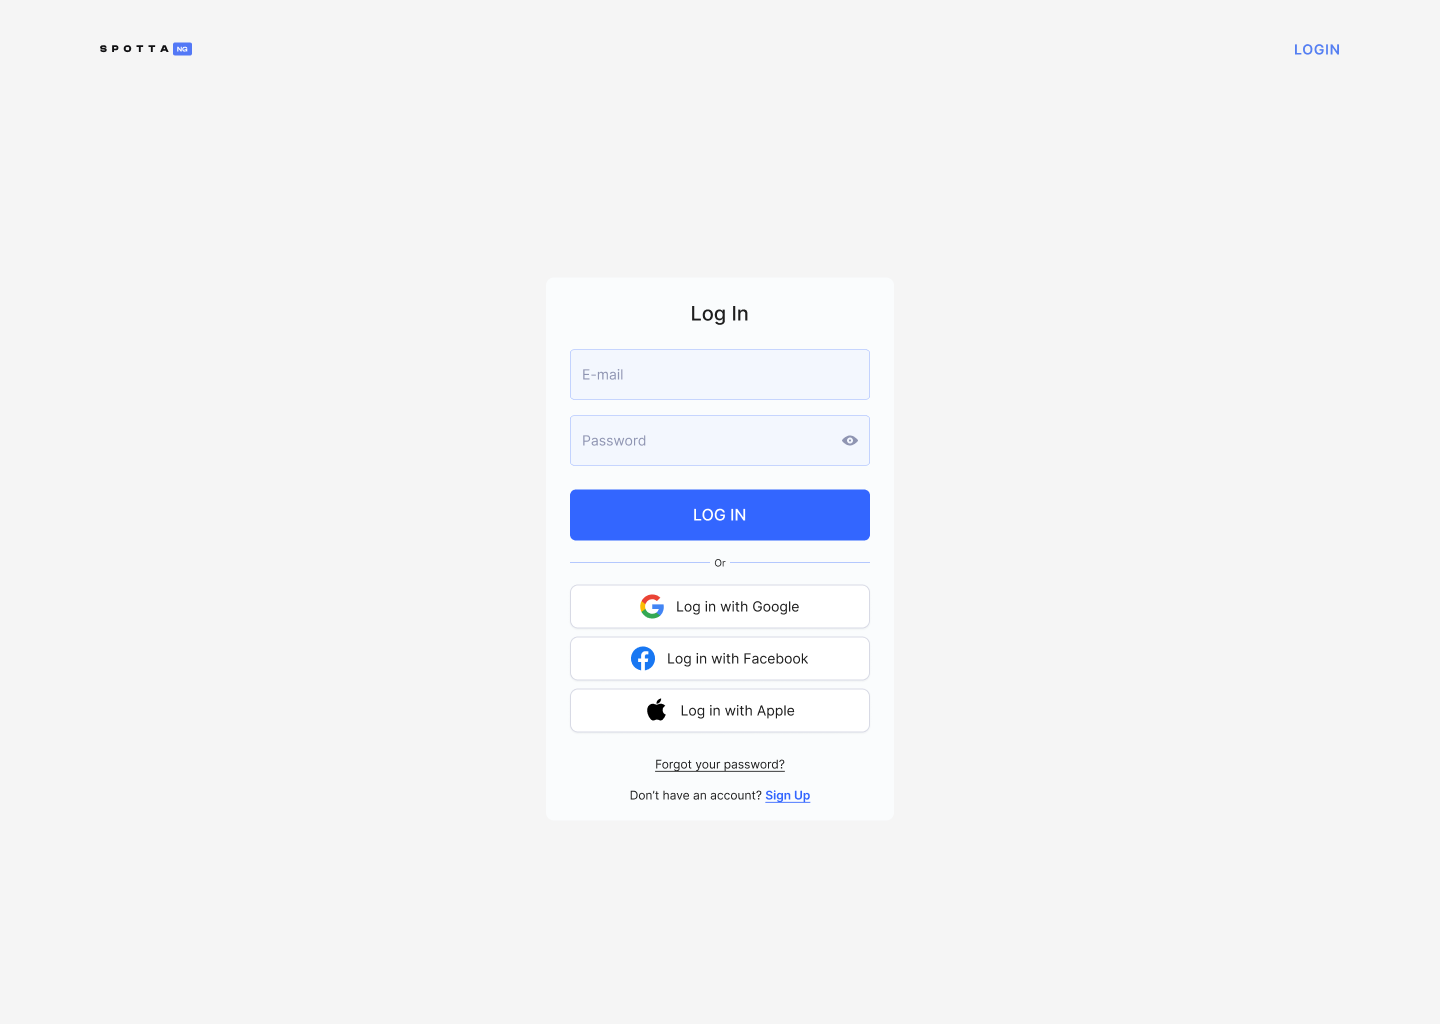 SPOTTA NG
LOGIN
Log In
E-mail
Password
LOG IN
Or
Log in with Google
Log in with Facebook
Log in with Apple
Forgot your password?
Don't have an account? Sign Up